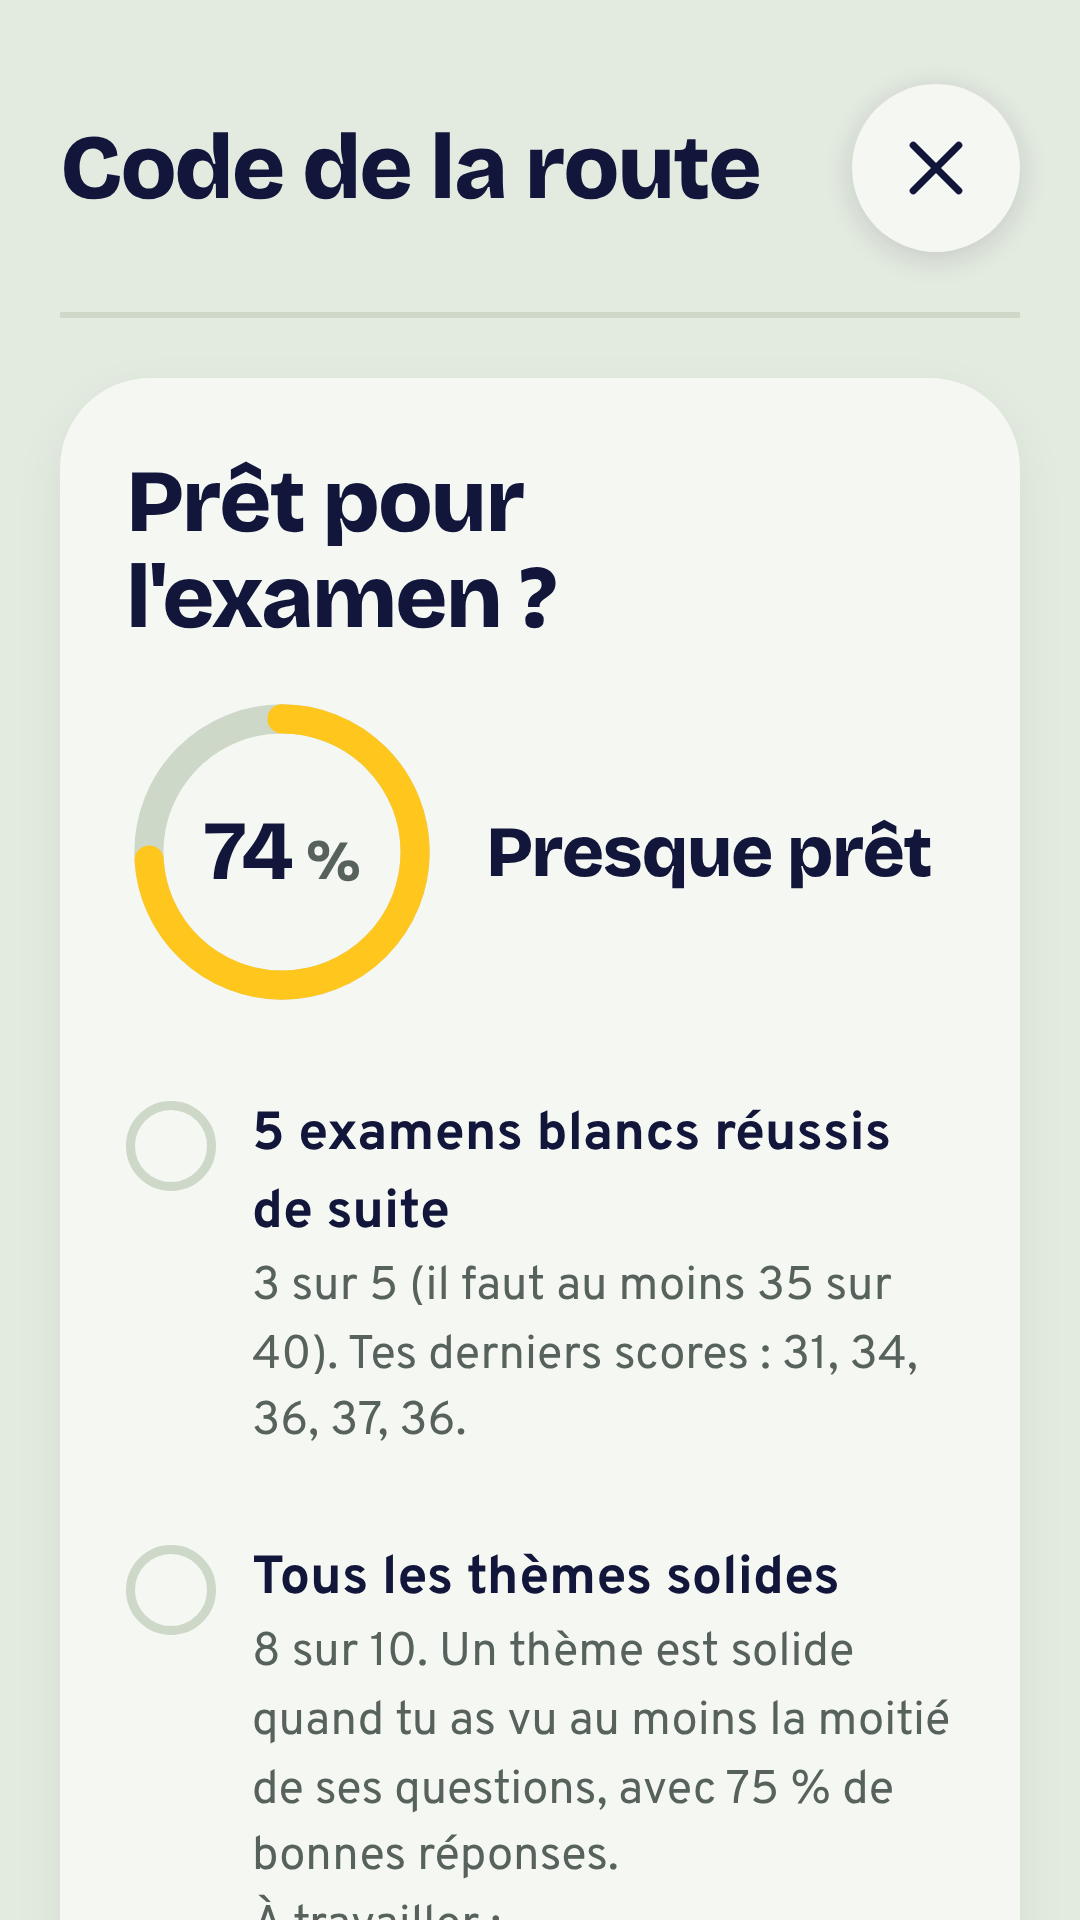 Code de la route
Prêt pour
l'examen ?
74 %
Presque prêt
5 examens blancs réussis
de suite
3 sur 5 (il faut au moins 35 sur
40). Tes derniers scores : 31, 34,
36, 37, 36.
Tous les thèmes solides
8 sur 10. Un thème est solide
quand tu as vu au moins la moitié
de ses questions, avec 75 % de
bonnes réponses.
À travailler :